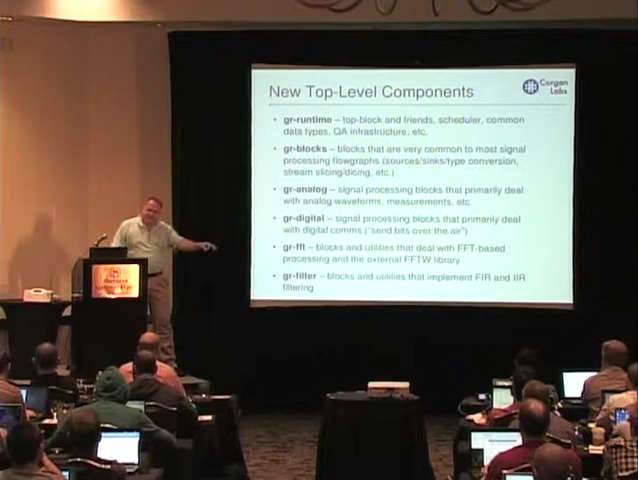 New Top-Level Components
Corgan
Labs
• gr-runtime – top-block and friends, scheduler, common
data types, QA infrastructure, etc.
• gr-blocks – blocks that are very common to most signal
processing flowgraphs (sources/sinks/type conversion,
stream slicing/dicing, etc.)
• gr-analog – signal processing blocks that primarily deal
with analog waveforms, measurements, etc
• gr-digital – signal processing blocks that primarily deal
with digital comms ("send bits over the air")
• gr-fft – blocks and utilities that deal with FFT-based
processing and the external FFTW library
• gr-filter – blocks and utilities that implement FIR and IIR
filtering